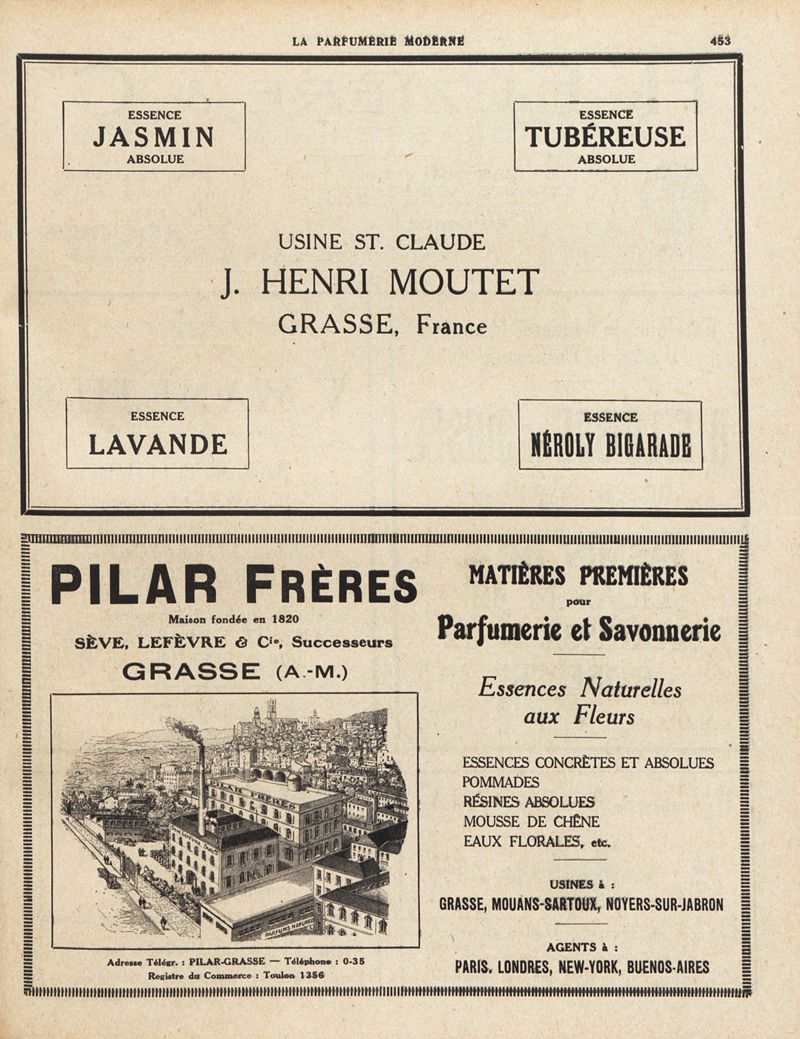 LA PARFUMERIE MODERNE
453
ESSENCE
JASMIN
ABSOLUE
ESSENCE
TUBÉREUSE
ABSOLUE
USINE ST. CLAUDE
J. HENRI MOUTET
GRASSE, France
ESSENCE
LAVANDE
ESSENCE
NÉROLY BIGARADE
PILAR FRÈRES
Maison fondée en 1820
SÈVE, LEFÈVRE & Cie, Successeurs
GRASSE (A.-M.)
PILAR FRÈRES
PARFUMS NATURELS
Adresse Télégr. : PILAR-GRASSE — Téléphone : 0-35
Registre du Commerce : Toulon 1356
MATIÈRES PREMIÈRES
pour
Parfumerie et Savonnerie
Essences Naturelles
aux Fleurs
ESSENCES CONCRÈTES ET ABSOLUES
POMMADES
RÉSINES ABSOLUES
MOUSSE DE CHÊNE
EAUX FLORALES, etc.
USINES à :
GRASSE, MOUANS-SARTOUX, NOYERS-SUR-JABRON
AGENTS à :
PARIS, LONDRES, NEW-YORK, BUENOS-AIRES